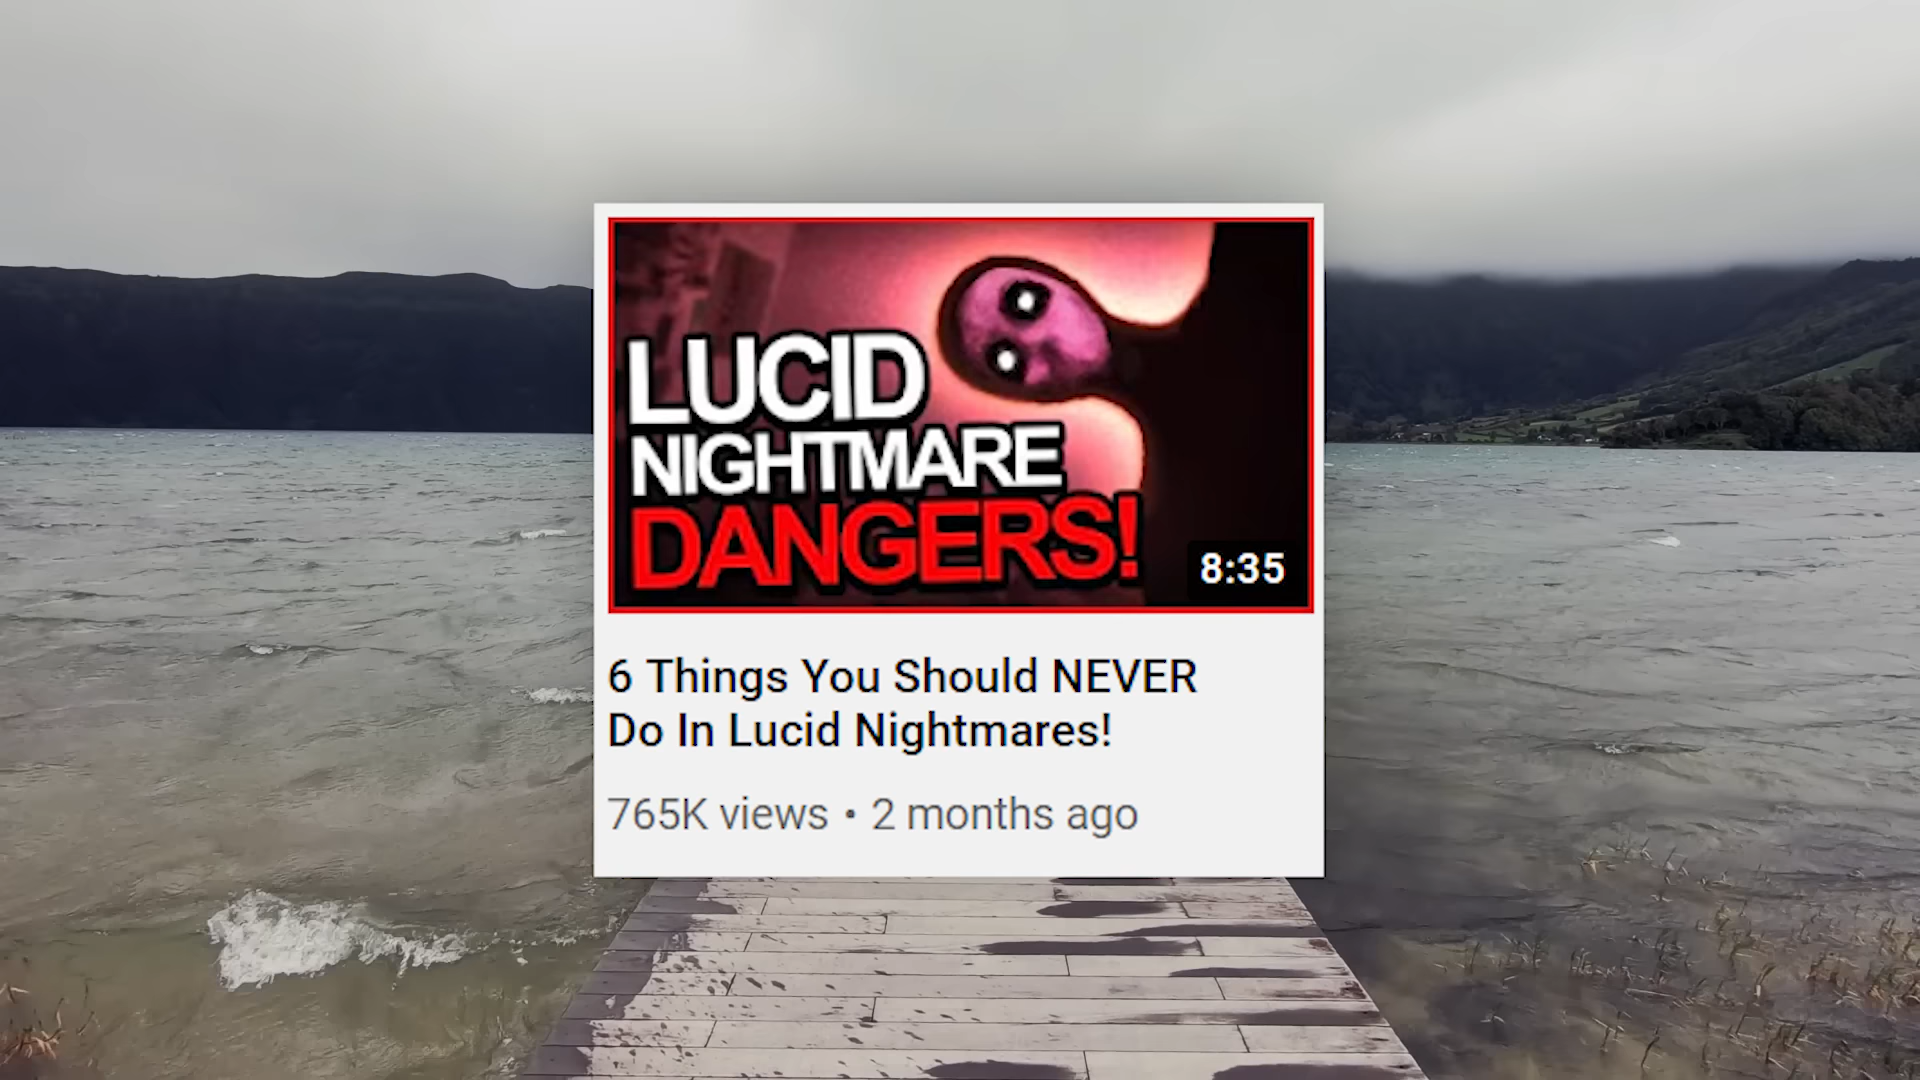 LUCID
NIGHTMARE
DANGERS!
8:35
6 Things You Should NEVER
Do In Lucid Nightmares!
765K views • 2 months ago